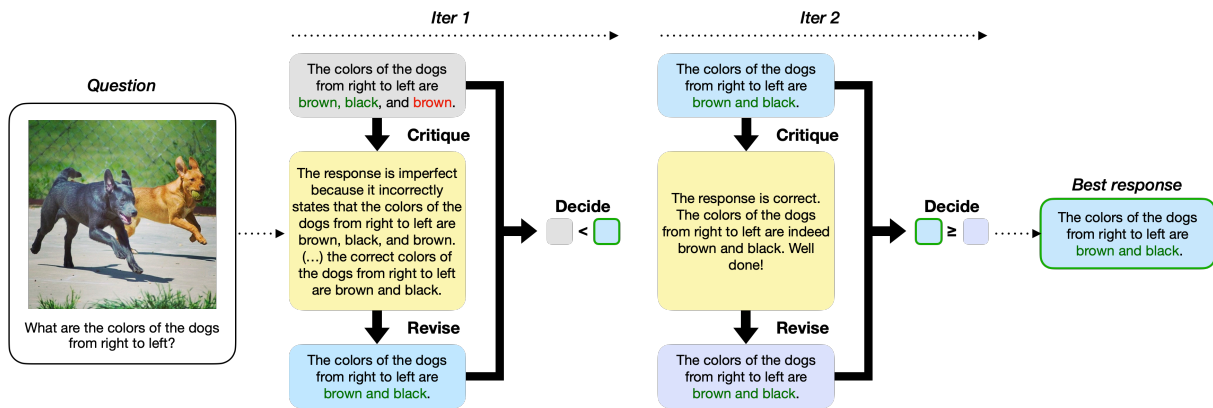 Iter 1
Iter 2
Question
What are the colors of the dogs
from right to left?
The colors of the dogs
from right to left are
brown, black, and brown.
Critique
The response is imperfect
because it incorrectly
states that the colors of the
dogs from right to left are
brown, black, and brown.
(...) the correct colors of
the dogs from right to left
are brown and black.
Revise
The colors of the dogs
from right to left are
brown and black.
Decide
<
The colors of the dogs
from right to left are
brown and black.
Critique
The response is correct.
The colors of the dogs
from right to left are indeed
brown and black. Well
done!
Revise
The colors of the dogs
from right to left are
brown and black.
Decide
≥
Best response
The colors of the dogs
from right to left are
brown and black.